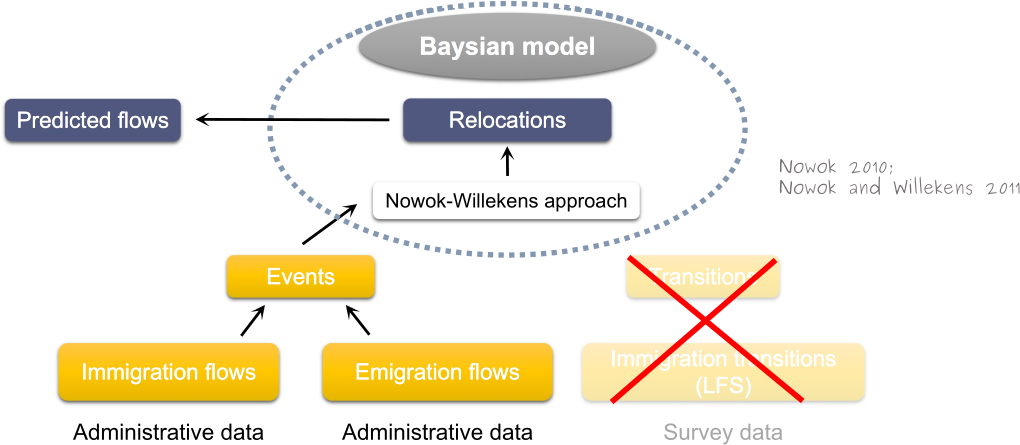 Baysian model
Predicted flows
Relocations
Nowok 2010;
Nowok and Willekens 2011
Nowok-Willekens approach
Events
Transitions
Immigration flows
Emigration flows
Immigration transitions
(LFS)
Administrative data
Administrative data
Survey data